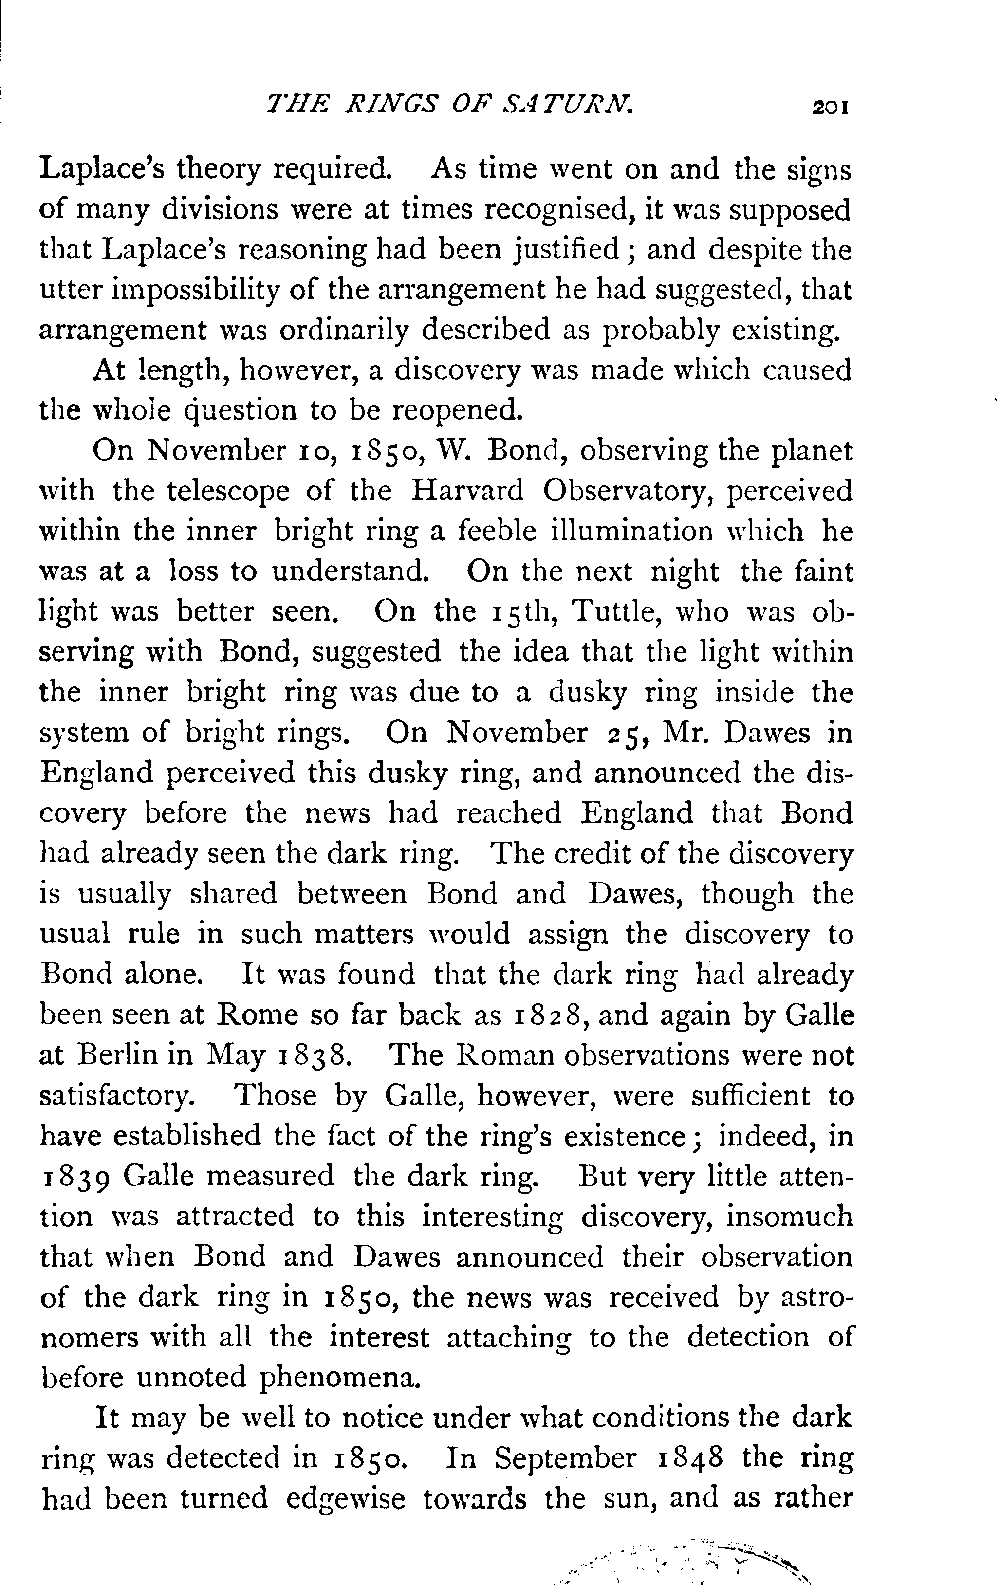 THE RINGS OF SATURN. 201
Laplace's theory required. As time went on and the signs
of many divisions were at times recognised, it was supposed
that Laplace's reasoning had been justified ; and despite the
utter impossibility of the arrangement he had suggested, that
arrangement was ordinarily described as probably existing.
At length, however, a discovery was made which caused
the whole question to be reopened.
On November 10, 1850, W. Bond, observing the planet
with the telescope of the Harvard Observatory, perceived
within the inner bright ring a feeble illumination which he
was at a loss to understand. On the next night the faint
light was better seen. On the 15th, Tuttle, who was ob-
serving with Bond, suggested the idea that the light within
the inner bright ring was due to a dusky ring inside the
system of bright rings. On November 25, Mr. Dawes in
England perceived this dusky ring, and announced the dis-
covery before the news had reached England that Bond
had already seen the dark ring. The credit of the discovery
is usually shared between Bond and Dawes, though the
usual rule in such matters would assign the discovery to
Bond alone. It was found that the dark ring had already
been seen at Rome so far back as 1828, and again by Galle
at Berlin in May 1838. The Roman observations were not
satisfactory. Those by Galle, however, were sufficient to
have established the fact of the ring's existence ; indeed, in
1839 Galle measured the dark ring. But very little atten-
tion was attracted to this interesting discovery, insomuch
that when Bond and Dawes announced their observation
of the dark ring in 1850, the news was received by astro-
nomers with all the interest attaching to the detection of
before unnoted phenomena.
It may be well to notice under what conditions the dark
ring was detected in 1850. In September 1848 the ring
had been turned edgewise towards the sun, and as rather